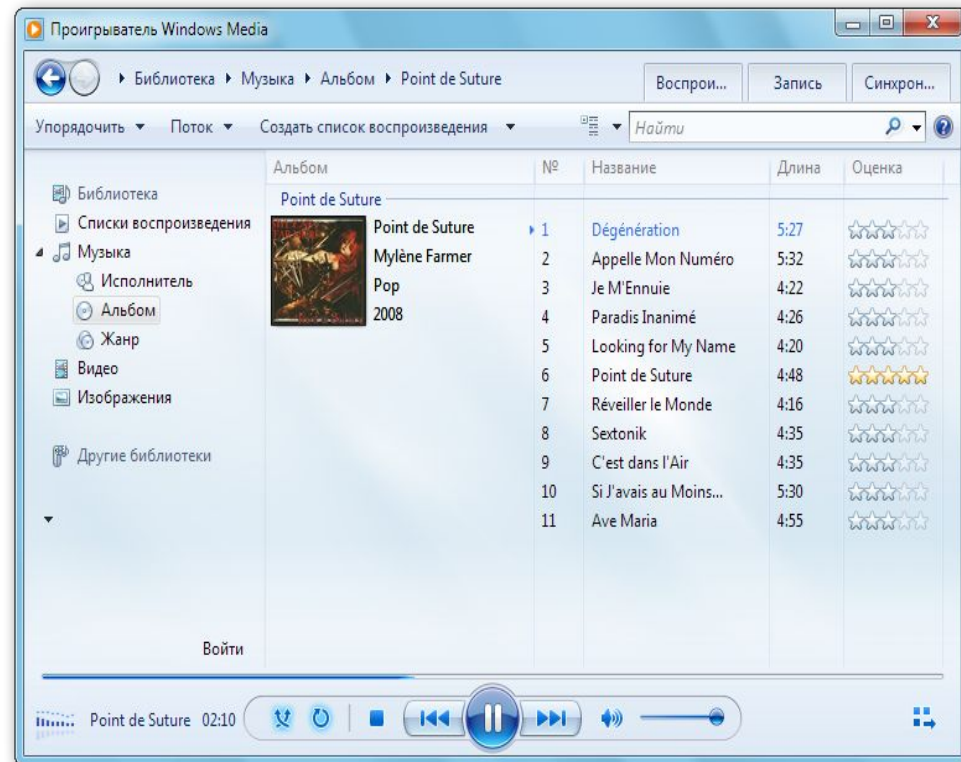 Проигрыватель Windows Media
Библиотека Музыка Альбом Point de Suture
Воспрои... Запись Синхрон...
Упорядочить Поток Создать список воспроизведения Найти
Альбом № Название Длина Оценка
Библиотека
Списки воспроизведения
Музыка
Исполнитель
Альбом
Жанр
Видео
Изображения
Другие библиотеки
Войти
Point de Suture
Point de Suture
Mylène Farmer
Pop
2008
1 Dégénération 5:27
2 Appelle Mon Numéro 5:32
3 Je M'Ennuie 4:22
4 Paradis Inanimé 4:26
5 Looking for My Name 4:20
6 Point de Suture 4:48
7 Réveiller le Monde 4:16
8 Sextonik 4:35
9 C'est dans l'Air 4:35
10 Si J'avais au Moins... 5:30
11 Ave Maria 4:55
Point de Suture 02:10